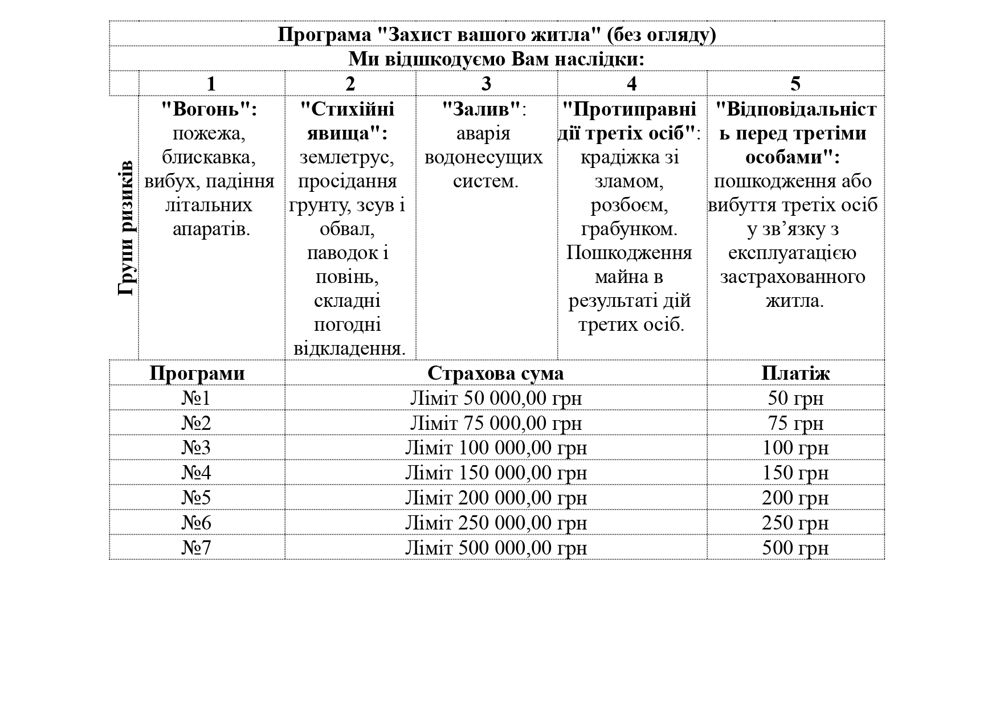 Програма "Захист вашого житла" (без огляду)
Ми відшкодуємо Вам наслідки:
1 2 3 4 5
Групи ризиків
"Вогонь":
пожежа,
блискавка,
вибух, падіння
літальних
апаратів.
"Стихійні
явища":
землетрус,
просідання
грунту, зсув і
обвал,
паводок і
повінь,
складні
погодні
відкладення.
"Залив":
аварія
водонесущих
систем.
"Протиправні
дії третіх осіб":
крадіжка зі
зламом,
розбоєм,
грабунком.
Пошкодження
майна в
результаті дій
третих осіб.
"Відповідальніст
ь перед третіми
особами":
пошкодження або
вибуття третіх осіб
у зв’язку з
експлуатацією
застрахованного
житла.
Програми Страхова сума Платіж
№1 Ліміт 50 000,00 грн 50 грн
№2 Ліміт 75 000,00 грн 75 грн
№3 Ліміт 100 000,00 грн 100 грн
№4 Ліміт 150 000,00 грн 150 грн
№5 Ліміт 200 000,00 грн 200 грн
№6 Ліміт 250 000,00 грн 250 грн
№7 Ліміт 500 000,00 грн 500 грн